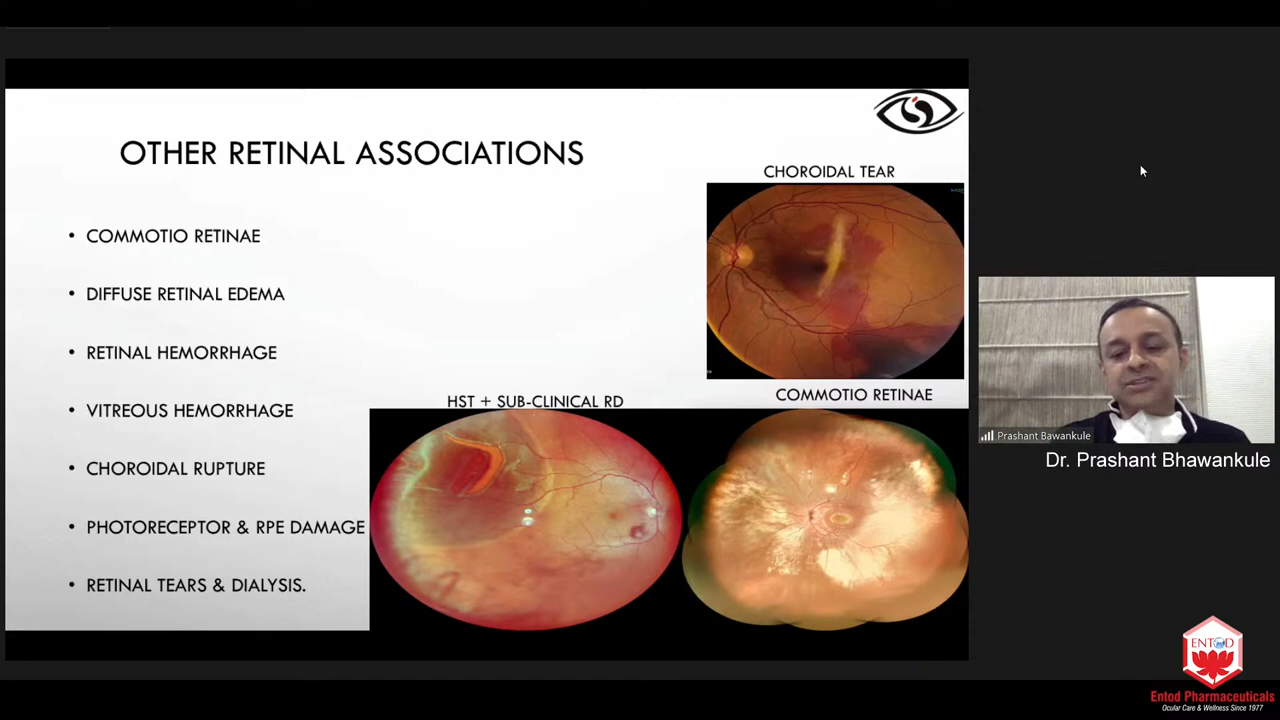 OTHER RETINAL ASSOCIATIONS
• COMMOTIO RETINAE
• DIFFUSE RETINAL EDEMA
• RETINAL HEMORRHAGE
• VITREOUS HEMORRHAGE
• CHOROIDAL RUPTURE
• PHOTORECEPTOR & RPE DAMAGE
• RETINAL TEARS & DIALYSIS.
CHOROIDAL TEAR
HST + SUB-CLINICAL RD
COMMOTIO RETINAE
Prashant Bawankule
Dr. Prashant Bhawankule
ENTOD
Entod Pharmaceuticals
Ocular Care & Wellness Since 1977